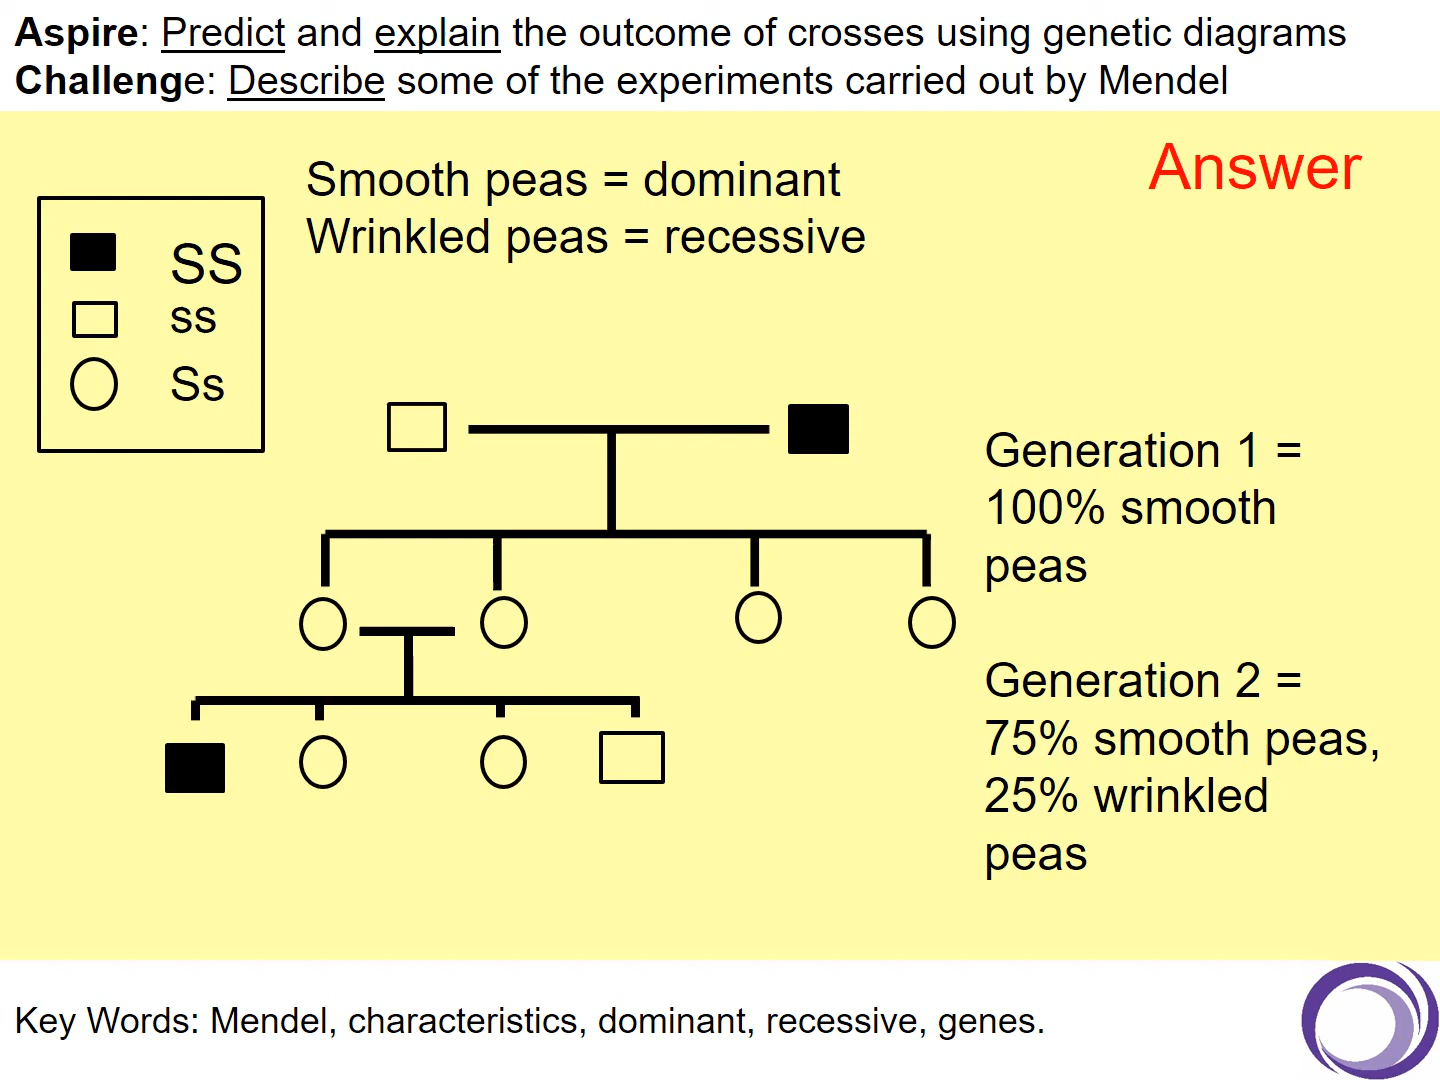 Aspire: Predict and explain the outcome of crosses using genetic diagrams
Challenge: Describe some of the experiments carried out by Mendel
Answer
Smooth peas = dominant
Wrinkled peas = recessive
SS
ss
Ss
Generation 1 =
100% smooth
peas
Generation 2 =
75% smooth peas,
25% wrinkled
peas
Key Words: Mendel, characteristics, dominant, recessive, genes.